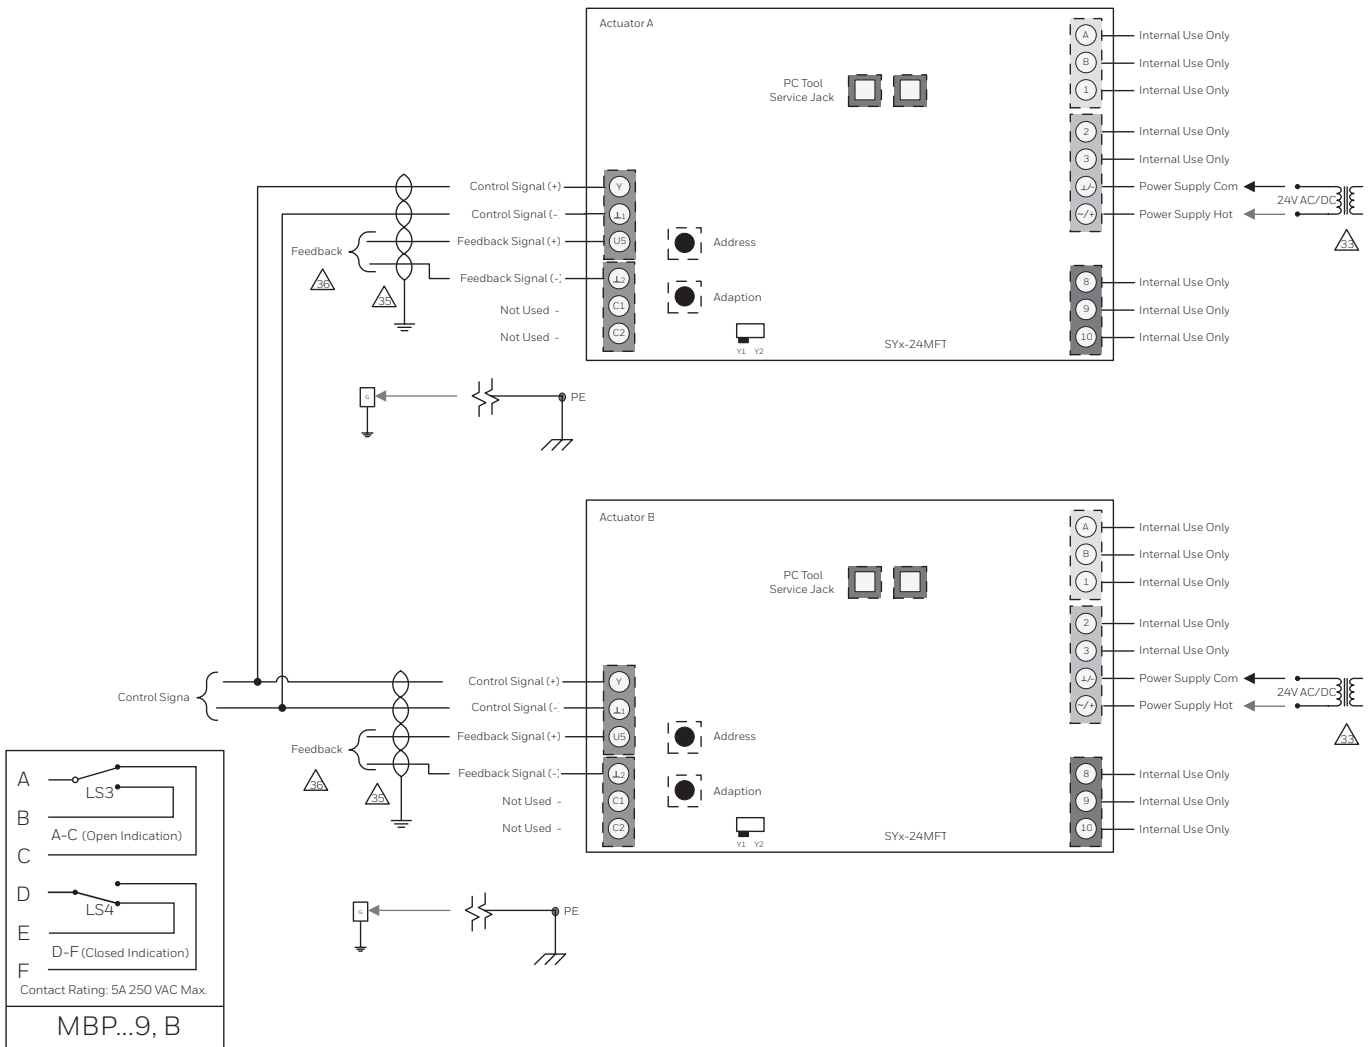 Actuator A
PC Tool
Service Jack
A Internal Use Only
B Internal Use Only
1 Internal Use Only
2 Internal Use Only
3 Internal Use Only
⊥/- Power Supply Com
~/+ Power Supply Hot
24V AC/DC
33
8 Internal Use Only
9 Internal Use Only
10 Internal Use Only
Control Signal (+) Y
Control Signal (- ⊥1
Feedback Signal (+) U5
Feedback Signal (-) ⊥2
Not Used - C1
Not Used - C2
Feedback
36
35
Address
Adaption
Y1 Y2
SYx-24MFT
G
PE
Actuator B
PC Tool
Service Jack
A Internal Use Only
B Internal Use Only
1 Internal Use Only
2 Internal Use Only
3 Internal Use Only
⊥/- Power Supply Com
~/+ Power Supply Hot
24V AC/DC
33
8 Internal Use Only
9 Internal Use Only
10 Internal Use Only
Control Signa
Control Signal (+) Y
Control Signal (- ⊥1
Feedback Signal (+) U5
Feedback Signal (-) ⊥2
Not Used - C1
Not Used - C2
Feedback
36
35
Address
Adaption
Y1 Y2
SYx-24MFT
G
PE
A
LS3
B
A-C (Open Indication)
C
D
LS4
E
D-F (Closed Indication)
F
Contact Rating: 5A 250 VAC Max.
MBP...9, B